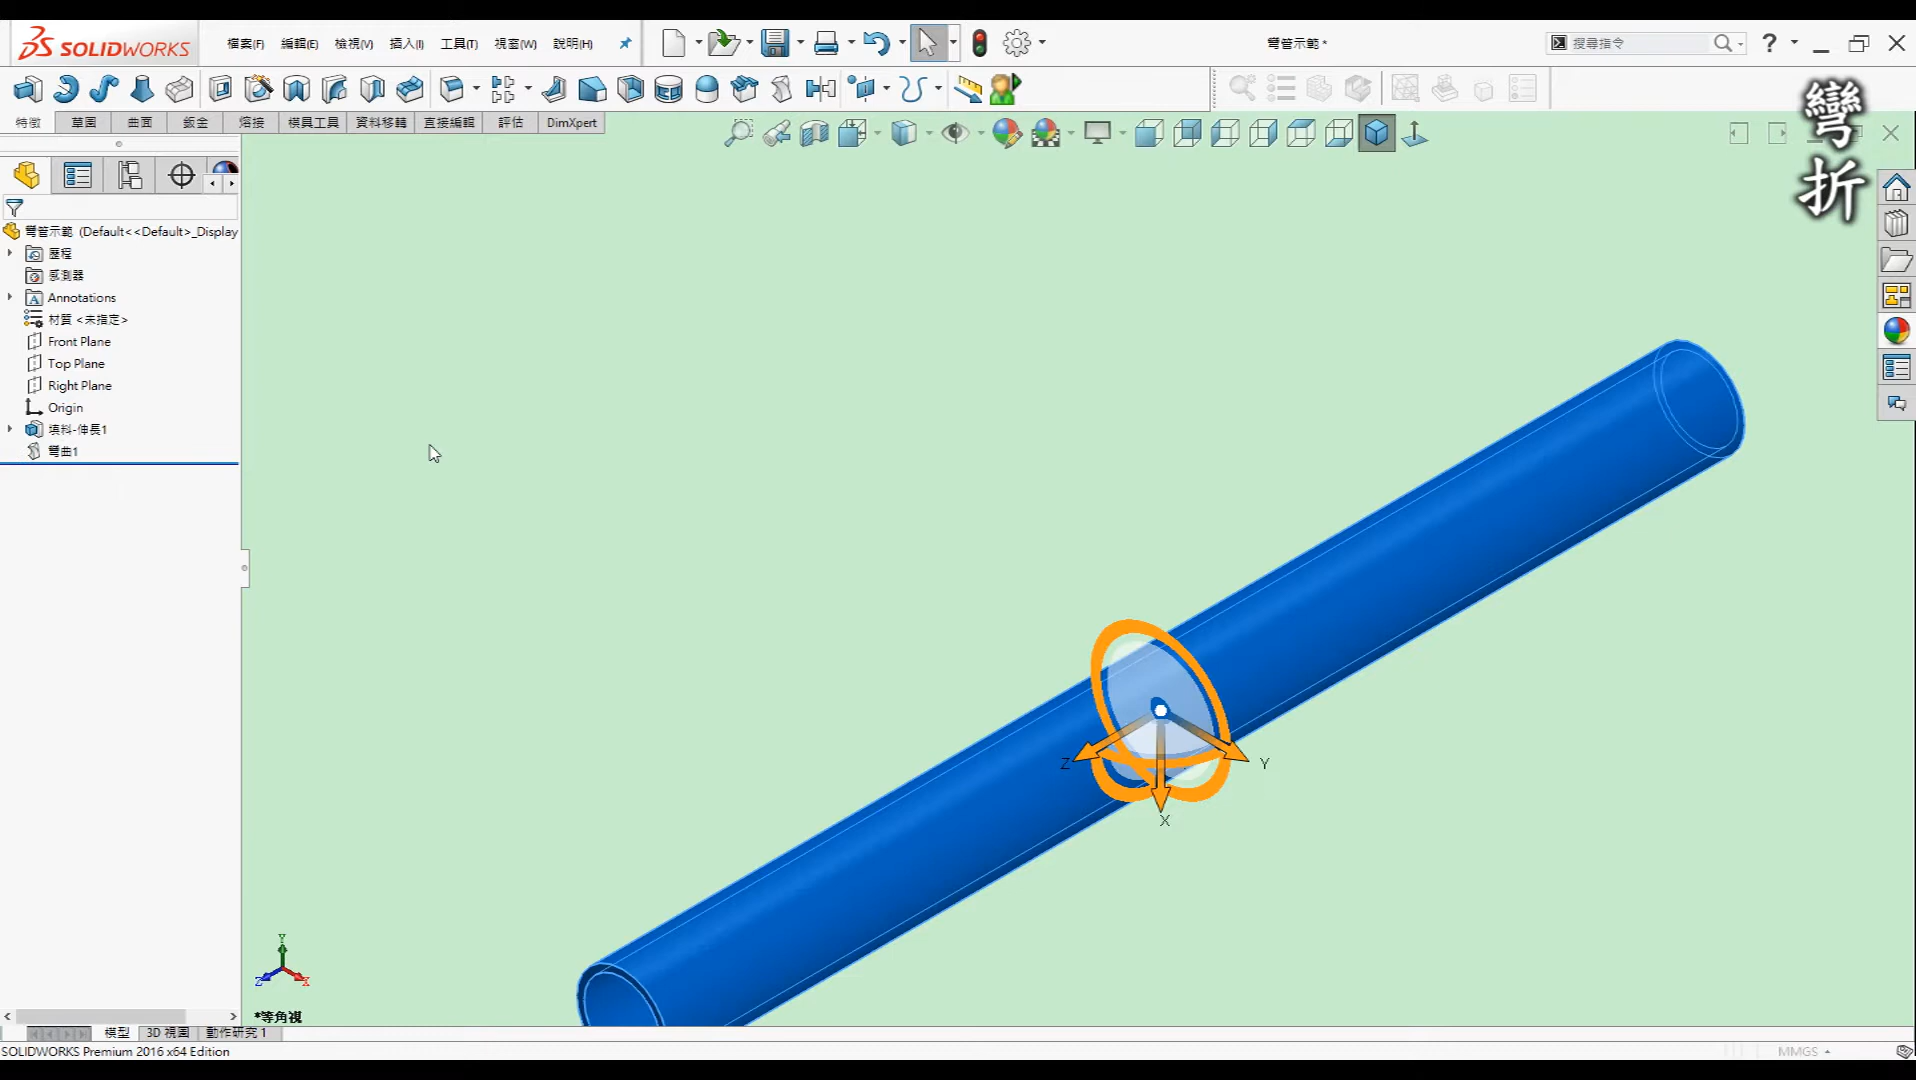 SOLIDWORKS
檔案(F) 編輯(E) 檢視(V) 插入(I) 工具(T) 視窗(W) 說明(H)
彎管示範 *
搜尋指令
彎折
特徵 草圖 曲面 鈑金 熔接 模具工具 資料移轉 直接編輯 評估 DimXpert
彎管示範 (Default<<Default>_Display
歷程
感測器
Annotations
材質 <未指定>
Front Plane
Top Plane
Right Plane
Origin
填料-伸長1
彎曲1
Z
Y
X
Y
Z
X
*等角視
模型 3D 視圖 動作研究 1
SOLIDWORKS Premium 2016 x64 Edition
MMGS